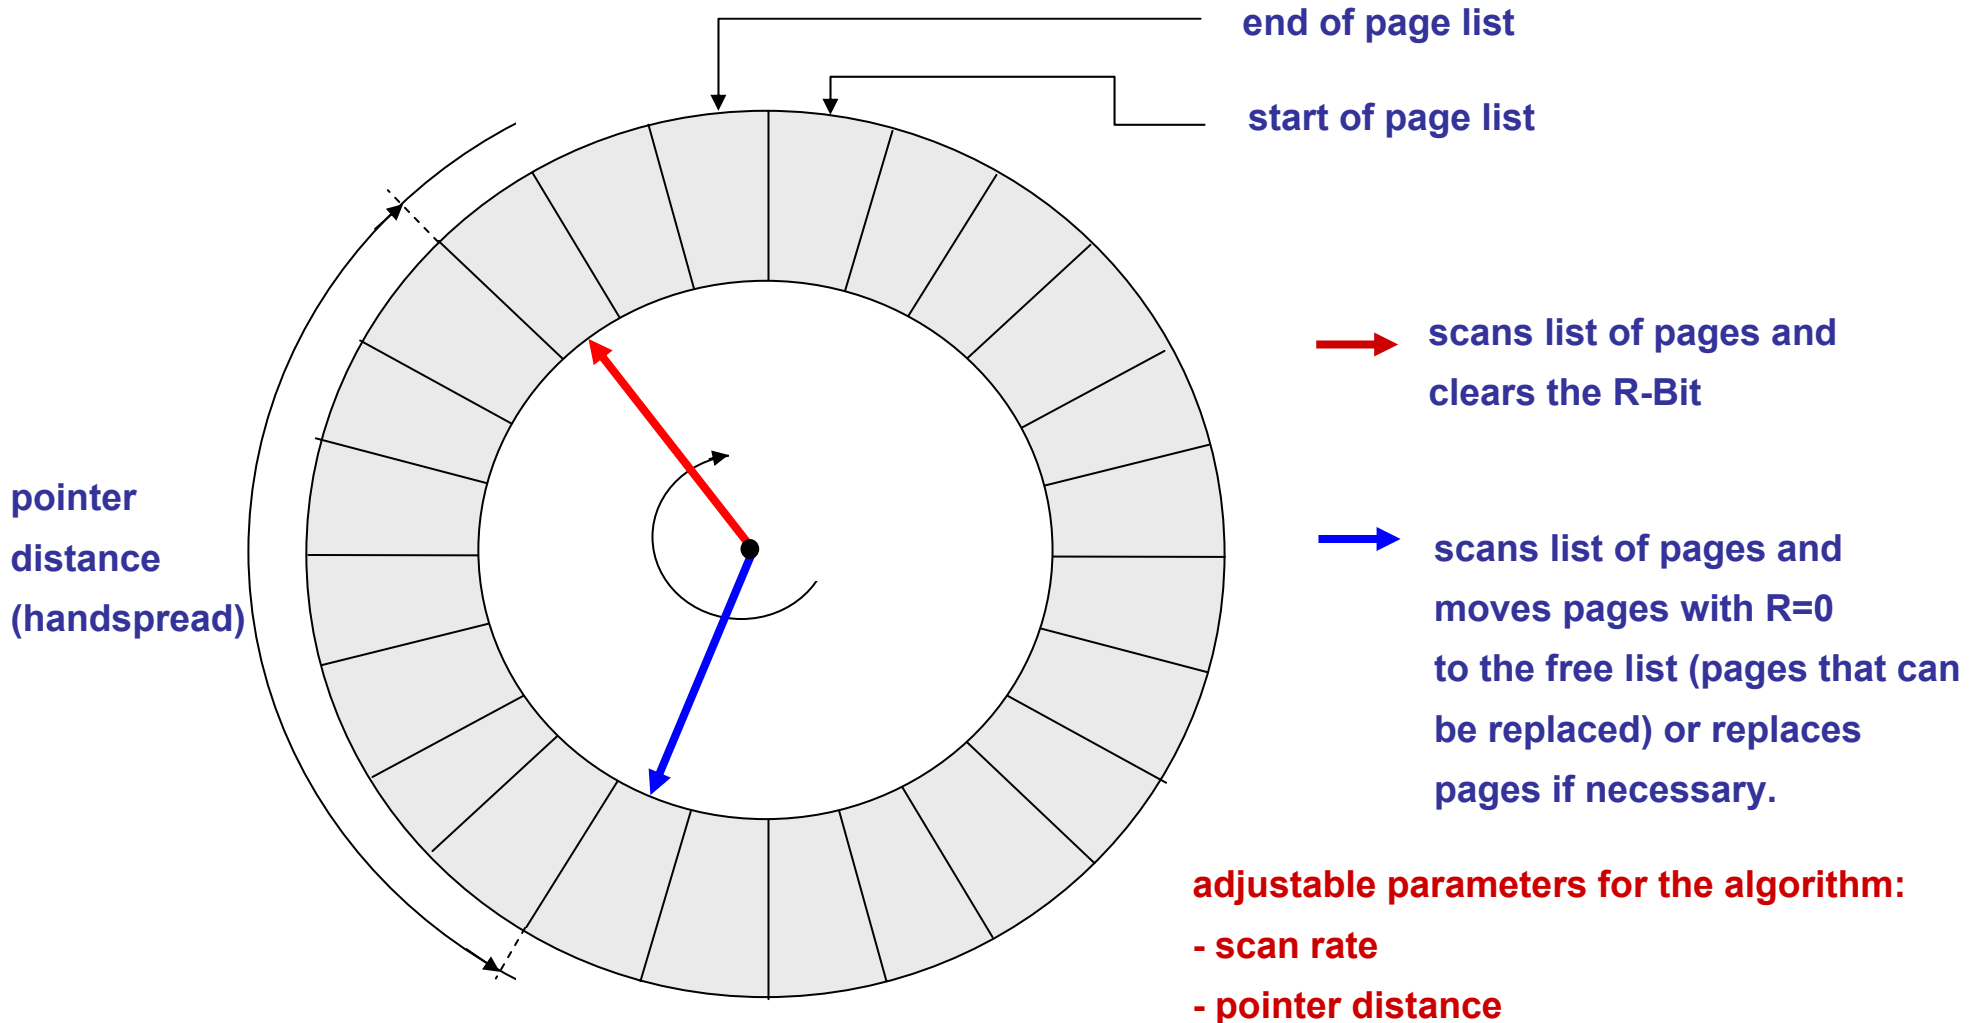 end of page list
start of page list
scans list of pages and
clears the R-Bit
pointer
distance
(handspread)
scans list of pages and
moves pages with R=0
to the free list (pages that can
be replaced) or replaces
pages if necessary.
adjustable parameters for the algorithm:
- scan rate
- pointer distance